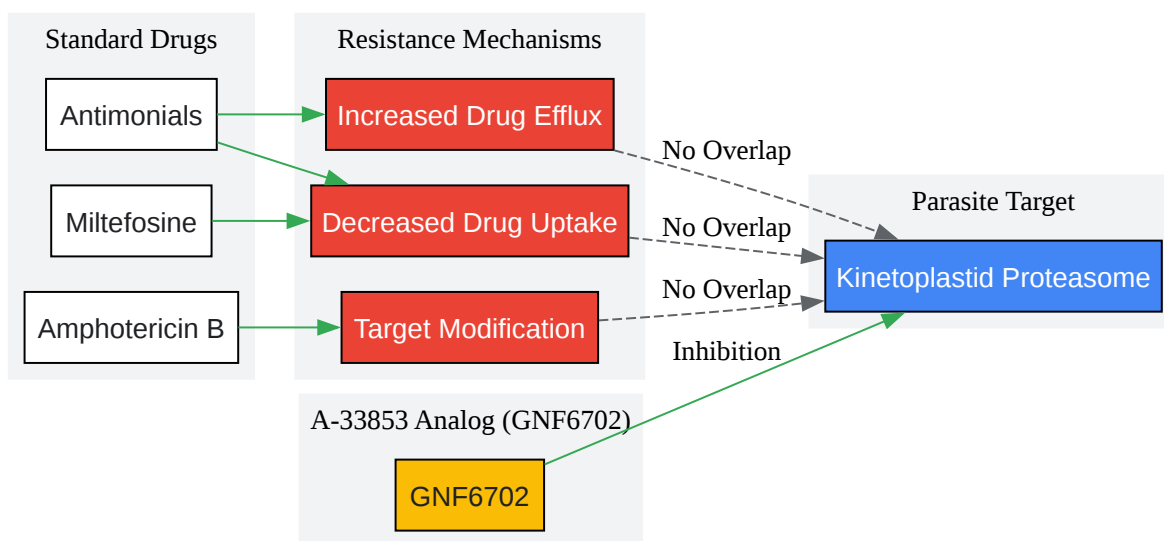 Standard Drugs
Antimonials
Miltefosine
Amphotericin B
Resistance Mechanisms
Increased Drug Efflux
Decreased Drug Uptake
Target Modification
No Overlap
No Overlap
No Overlap
Inhibition
Parasite Target
Kinetoplastid Proteasome
A-33853 Analog (GNF6702)
GNF6702